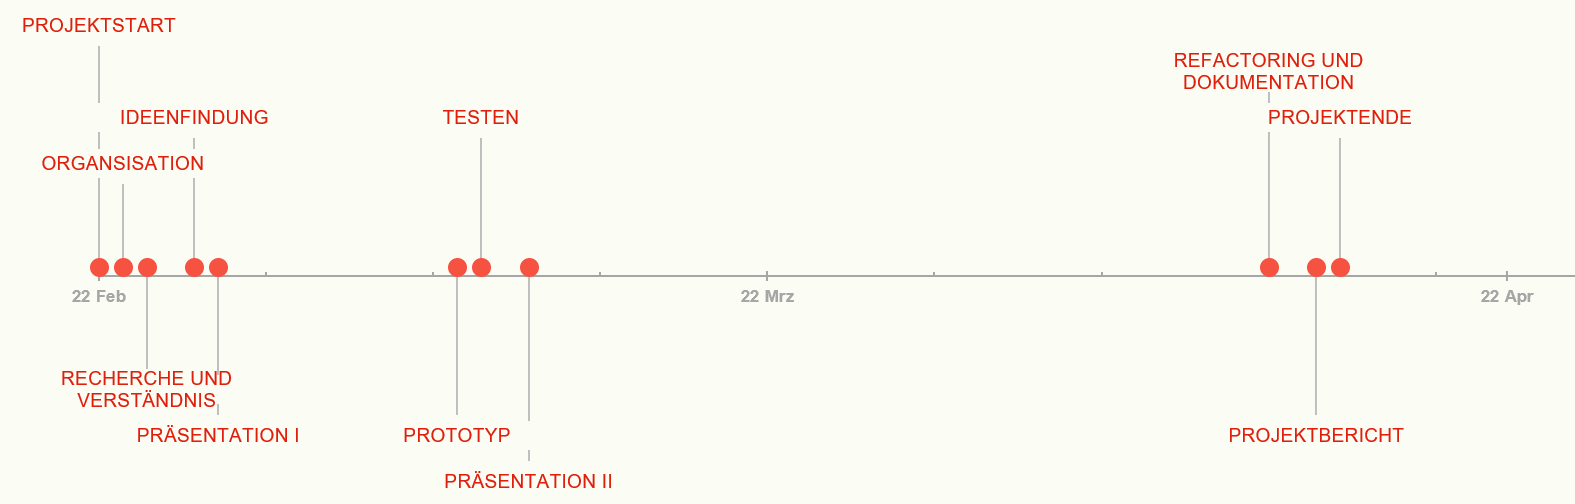 PROJEKTSTART
REFACTORING UND
DOKUMENTATION
IDEENFINDUNG
TESTEN
PROJEKTENDE
ORGANSISATION
22 Feb
22 Mrz
22 Apr
RECHERCHE UND
VERSTÄNDNIS
PRÄSENTATION I
PROTOTYP
PROJEKTBERICHT
PRÄSENTATION II